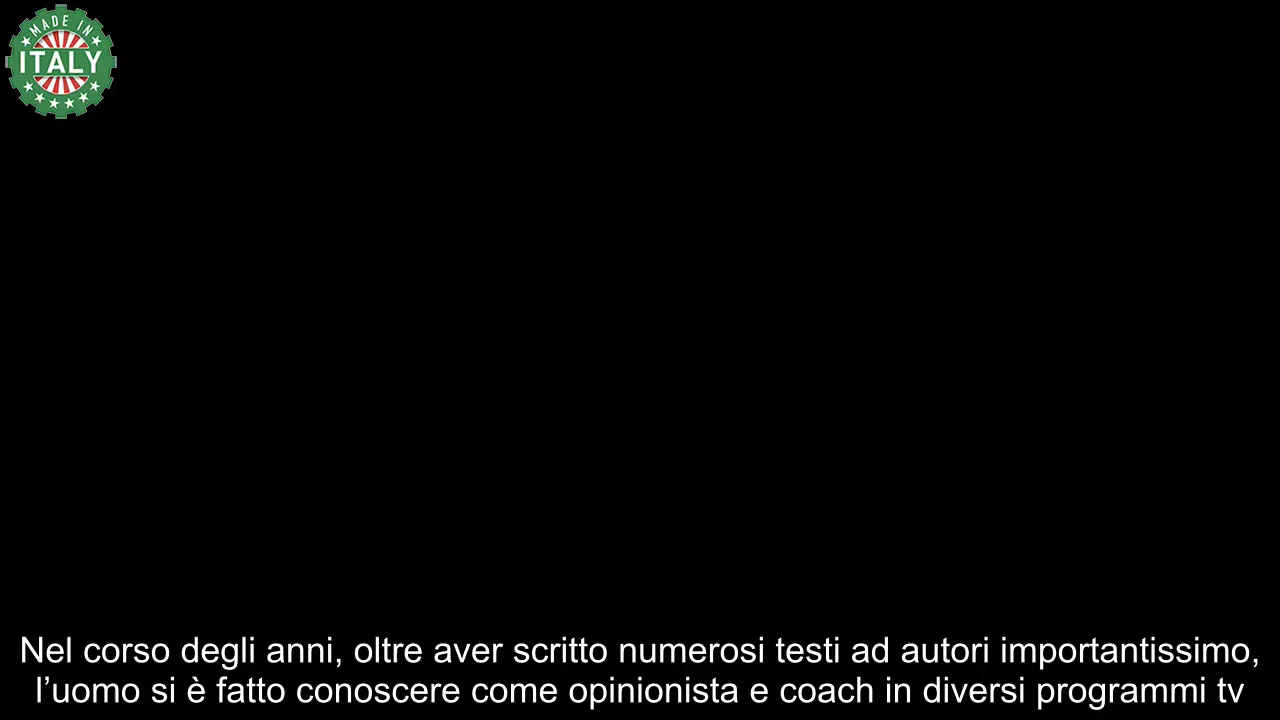 MADE IN
ITALY
Nel corso degli anni, oltre aver scritto numerosi testi ad autori importantissimo,
l’uomo si è fatto conoscere come opinionista e coach in diversi programmi tv